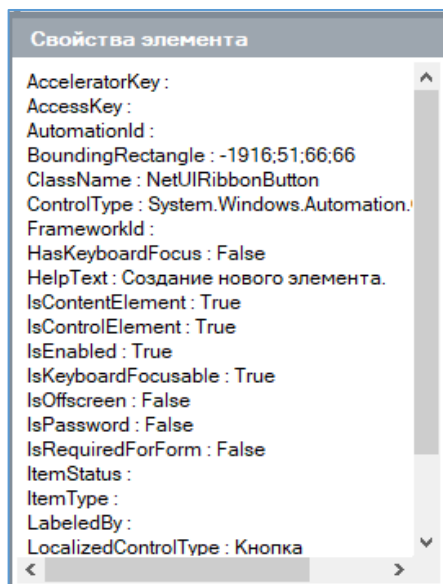 Свойства элемента
AcceleratorKey :
AccessKey :
AutomationId :
BoundingRectangle : -1916;51;66;66
ClassName : NetUIRibbonButton
ControlType : System.Windows.Automation.
FrameworkId :
HasKeyboardFocus : False
HelpText : Создание нового элемента.
IsContentElement : True
IsControlElement : True
IsEnabled : True
IsKeyboardFocusable : True
IsOffscreen : False
IsPassword : False
IsRequiredForForm : False
ItemStatus :
ItemType :
LabeledBy :
LocalizedControlType : Кнопка